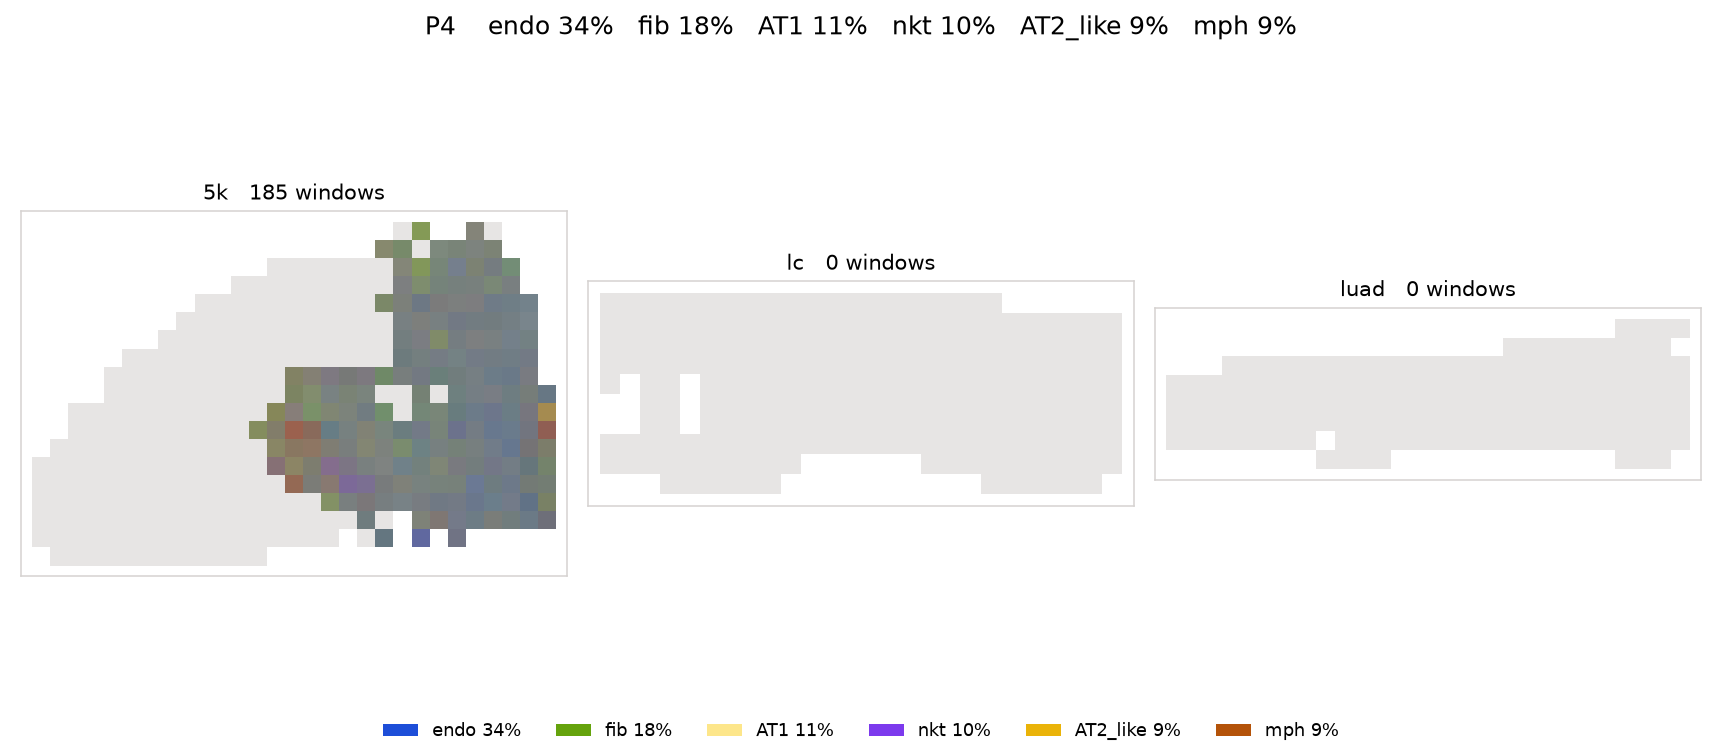 P4 endo 34% fib 18% AT1 11% nkt 10% AT2_like 9% mph 9%
5k 185 windows
lc 0 windows
luad 0 windows
endo 34% fib 18% AT1 11% nkt 10% AT2_like 9% mph 9%